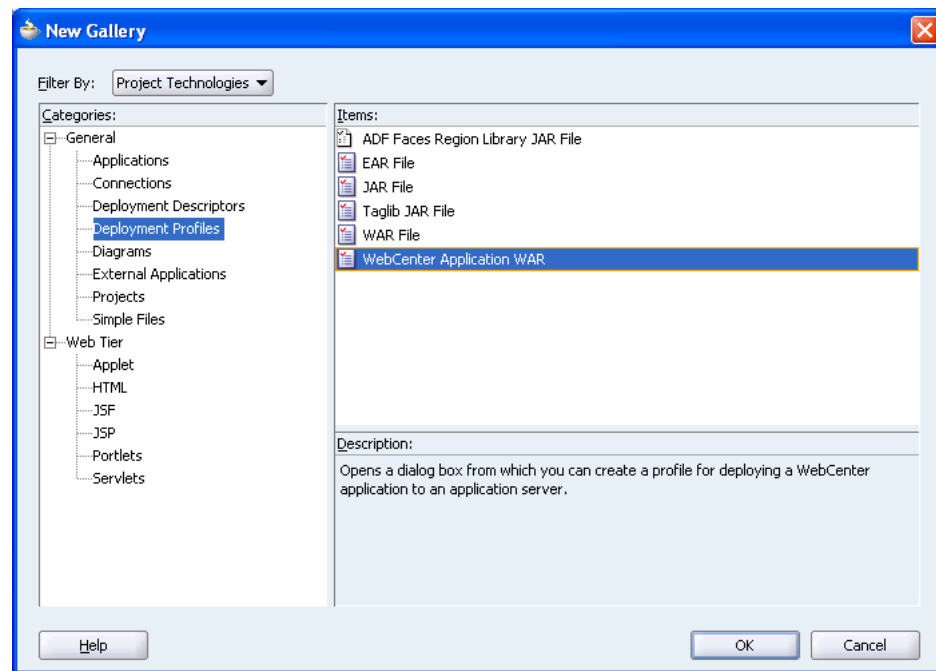 New Gallery
Filter By: Project Technologies
Categories:
General
Applications
Connections
Deployment Descriptors
Deployment Profiles
Diagrams
External Applications
Projects
Simple Files
Web Tier
Applet
HTML
JSF
JSP
Portlets
Servlets
Items:
ADF Faces Region Library JAR File
EAR File
JAR File
Taglib JAR File
WAR File
WebCenter Application WAR
Description:
Opens a dialog box from which you can create a profile for deploying a WebCenter
application to an application server.
Help
OK
Cancel